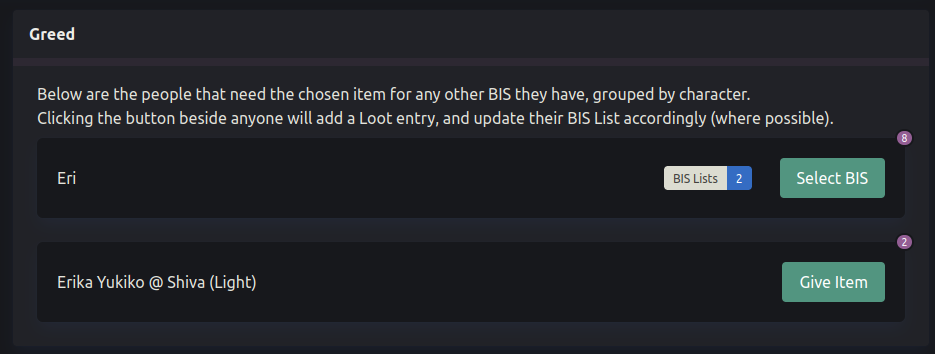 Greed
Below are the people that need the chosen item for any other BIS they have, grouped by character.
Clicking the button beside anyone will add a Loot entry, and update their BIS List accordingly (where possible).
8
Eri BIS Lists 2 Select BIS
2
Erika Yukiko @ Shiva (Light) Give Item